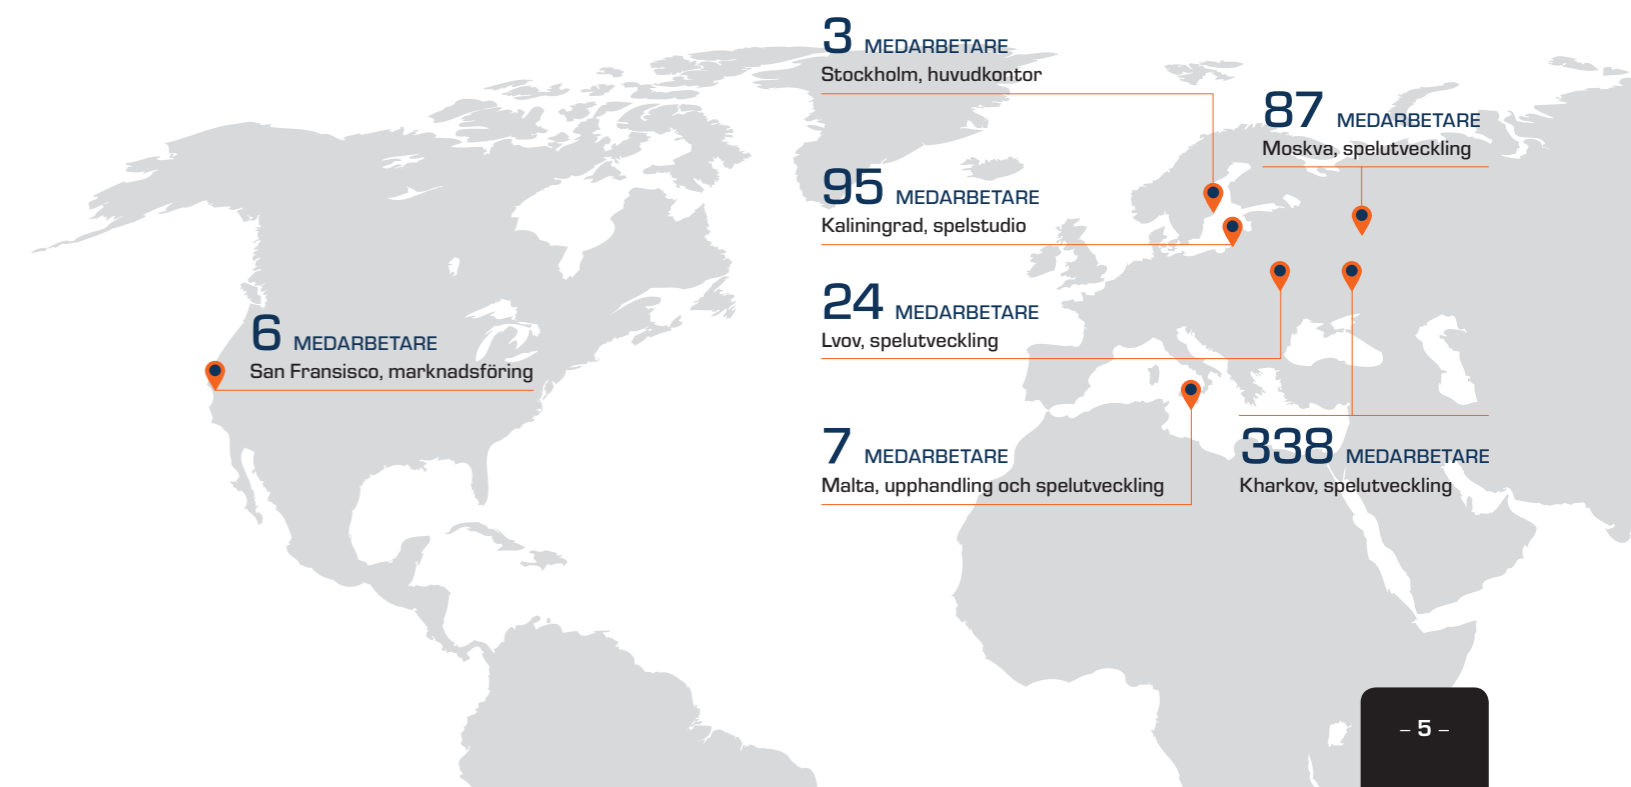 3 MEDARBETARE
Stockholm, huvudkontor
87 MEDARBETARE
Moskva, spelutveckling
95 MEDARBETARE
Kaliningrad, spelstudio
24 MEDARBETARE
Lvov, spelutveckling
6 MEDARBETARE
San Fransisco, marknadsföring
7 MEDARBETARE
Malta, upphandling och spelutveckling
338 MEDARBETARE
Kharkov, spelutveckling
– 5 –